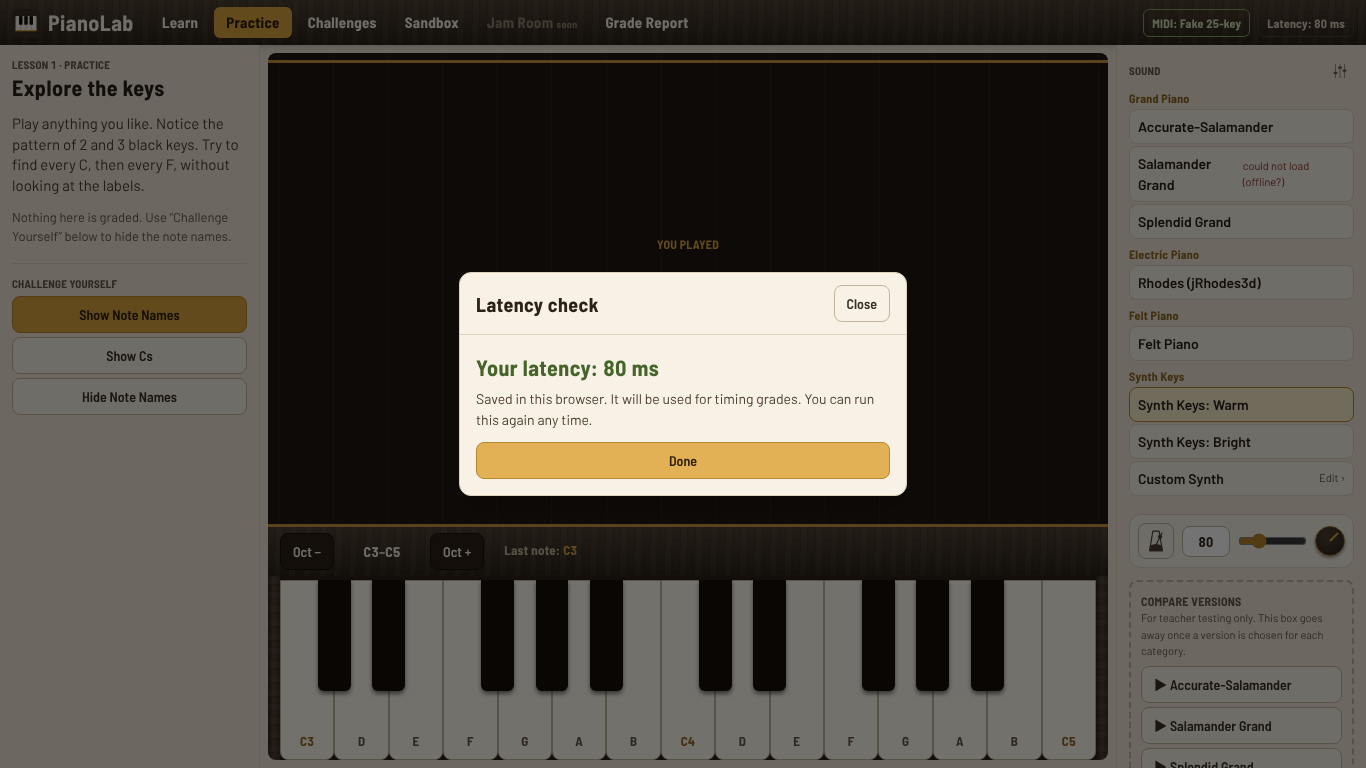 PianoLab
Learn
Practice
Challenges
Sandbox
Jam Room soon
Grade Report
MIDI: Fake 25-key
Latency: 80 ms
LESSON 1 · PRACTICE
Explore the keys
Play anything you like. Notice the
pattern of 2 and 3 black keys. Try to
find every C, then every F, without
looking at the labels.
Nothing here is graded. Use "Challenge
Yourself" below to hide the note names.
CHALLENGE YOURSELF
Show Note Names
Show Cs
Hide Note Names
YOU PLAYED
Latency check
Close
Your latency: 80 ms
Saved in this browser. It will be used for timing grades. You can run
this again any time.
Done
Oct −
C3–C5
Oct +
Last note: C3
C3 D E F G A B C4 D E F G A B C5
SOUND
Grand Piano
Accurate-Salamander
Salamander
Grand
could not load
(offline?)
Splendid Grand
Electric Piano
Rhodes (jRhodes3d)
Felt Piano
Felt Piano
Synth Keys
Synth Keys: Warm
Synth Keys: Bright
Custom Synth
Edit ›
80
COMPARE VERSIONS
For teacher testing only. This box goes
away once a version is chosen for each
category.
▶ Accurate-Salamander
▶ Salamander Grand
▶ Splendid Grand